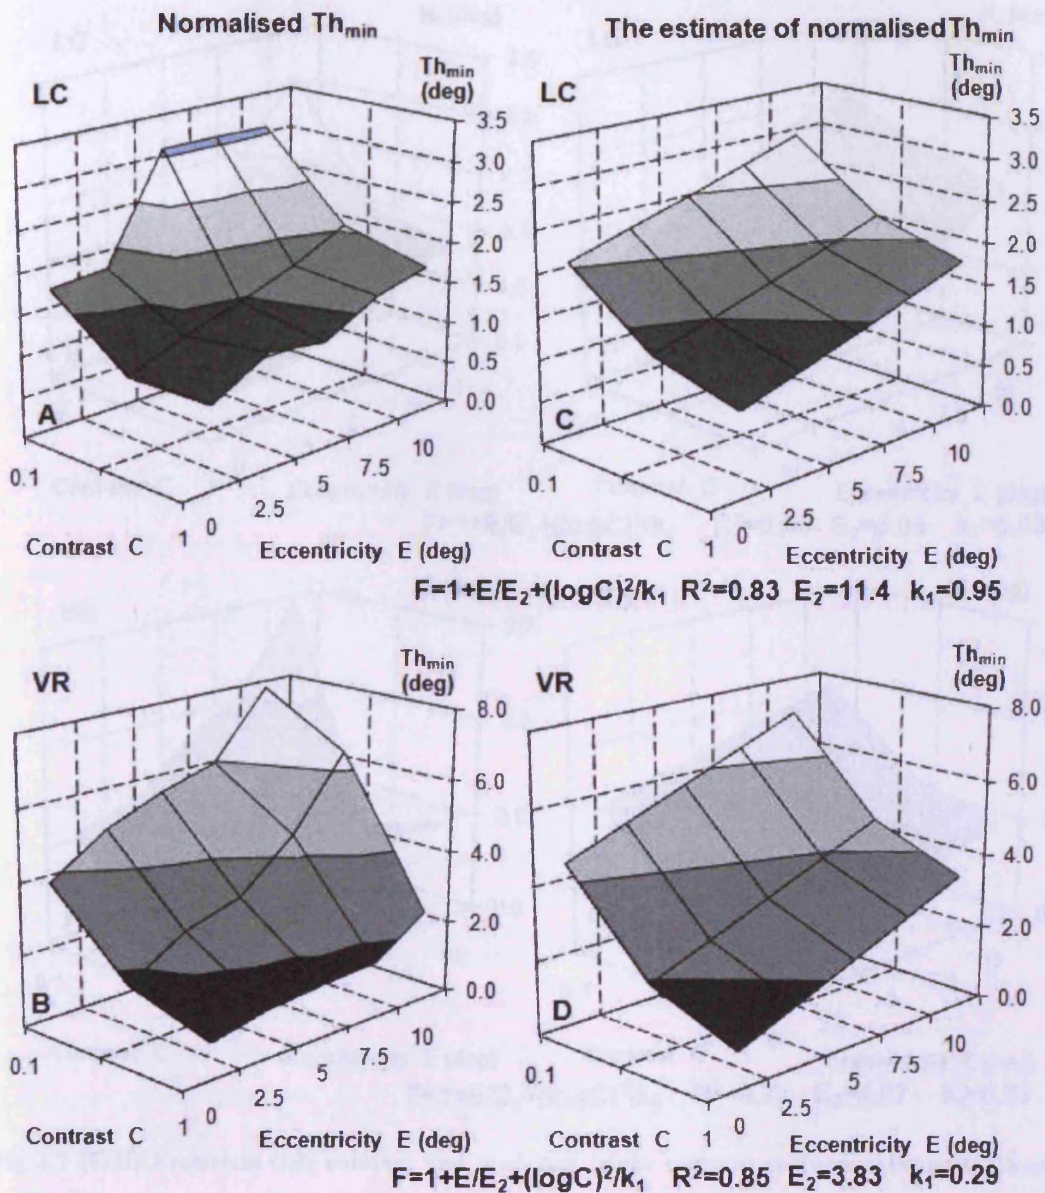 Normalised Thmin
The estimate of normalised Thmin
LC
Thmin
(deg)
3.5
3.0
2.5
2.0
1.5
1.0
0.5
0.0
A
0.1
1
0
2.5
5
7.5
10
Contrast C
Eccentricity E (deg)
LC
Thmin
(deg)
3.5
3.0
2.5
2.0
1.5
1.0
0.5
0.0
C
0.1
1
0
2.5
5
7.5
10
Contrast C
Eccentricity E (deg)
F=1+E/E2+(logC)²/k1 R²=0.83 E2=11.4 k1=0.95
VR
Thmin
(deg)
8.0
6.0
4.0
2.0
0.0
B
0.1
1
0
2.5
5
7.5
10
Contrast C
Eccentricity E (deg)
VR
Thmin
(deg)
8.0
6.0
4.0
2.0
0.0
D
0.1
1
0
2.5
5
7.5
10
Contrast C
Eccentricity E (deg)
F=1+E/E2+(logC)²/k1 R²=0.85 E2=3.83 k1=0.29